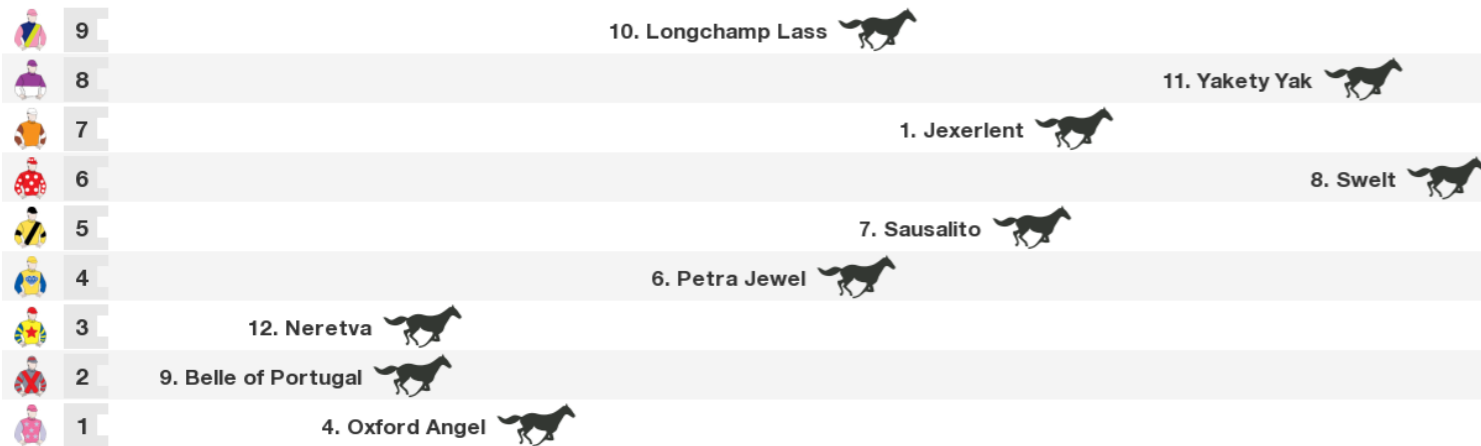 9 10. Longchamp Lass
8 11. Yakety Yak
7 1. Jexerlent
6 8. Swelt
5 7. Sausalito
4 6. Petra Jewel
3 12. Neretva
2 9. Belle of Portugal
1 4. Oxford Angel